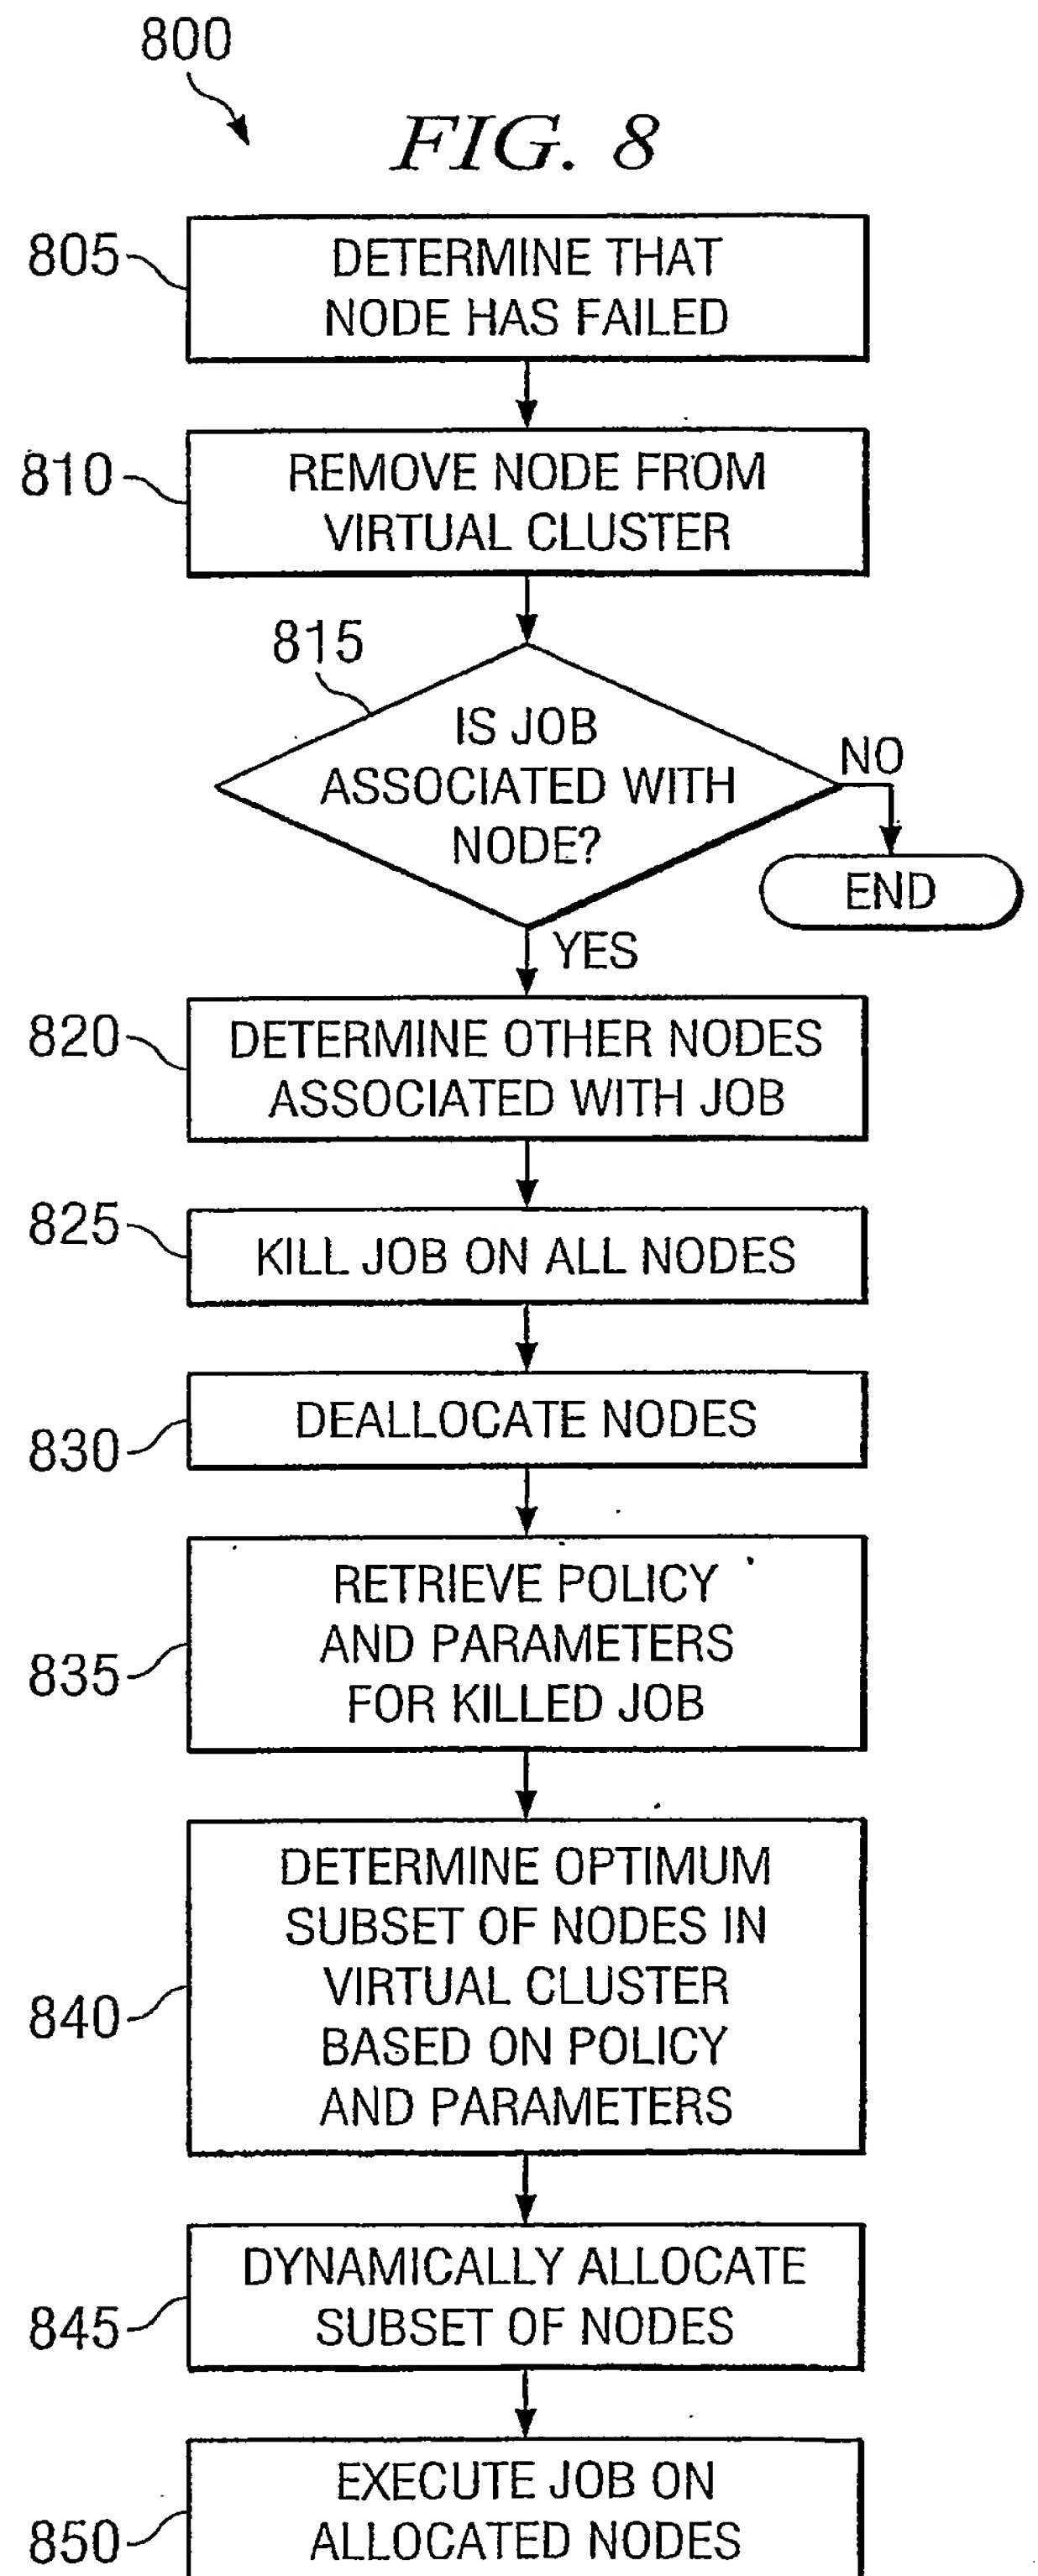 800
FIG. 8
805
DETERMINE THAT
NODE HAS FAILED
810
REMOVE NODE FROM
VIRTUAL CLUSTER
815
IS JOB
ASSOCIATED WITH
NODE?
NO
END
YES
820
DETERMINE OTHER NODES
ASSOCIATED WITH JOB
825
KILL JOB ON ALL NODES
830
DEALLOCATE NODES
835
RETRIEVE POLICY
AND PARAMETERS
FOR KILLED JOB
840
DETERMINE OPTIMUM
SUBSET OF NODES IN
VIRTUAL CLUSTER
BASED ON POLICY
AND PARAMETERS
845
DYNAMICALLY ALLOCATE
SUBSET OF NODES
850
EXECUTE JOB ON
ALLOCATED NODES